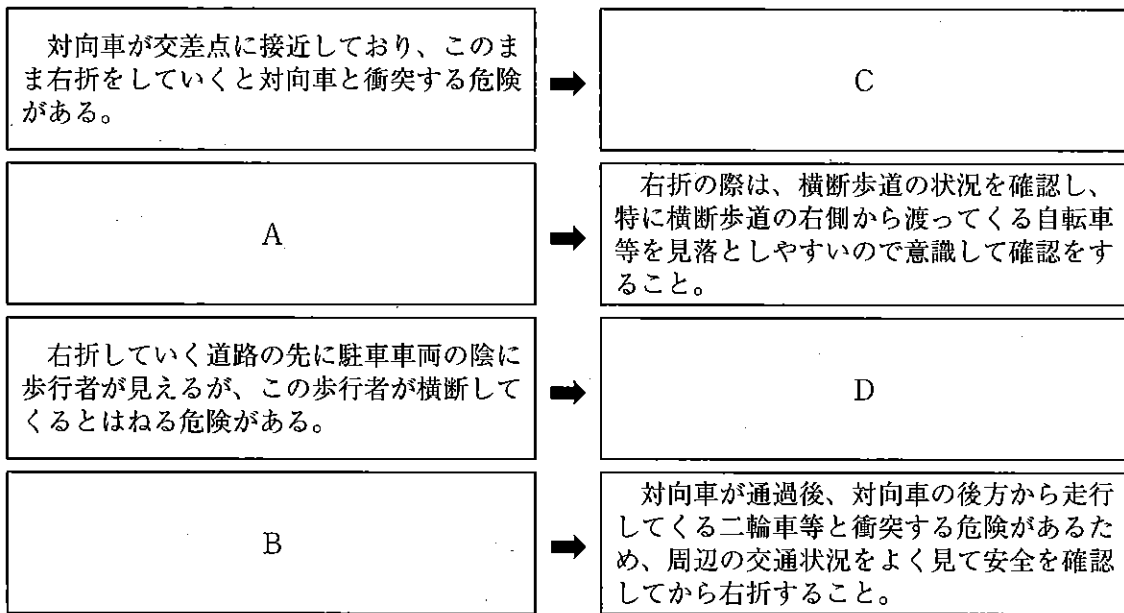 対向車が交差点に接近しており、このま
ま右折をしていくと対向車と衝突する危険
がある。
➡
C
A
➡
右折の際は、横断歩道の状況を確認し、
特に横断歩道の右側から渡ってくる自転車
等を見落としやすいので意識して確認をす
ること。
右折していく道路の先に駐車車両の陰に
歩行者が見えるが、この歩行者が横断して
くるとはねる危険がある。
➡
D
B
➡
対向車が通過後、対向車の後方から走行
してくる二輪車等と衝突する危険があるた
め、周辺の交通状況をよく見て安全を確認
してから右折すること。